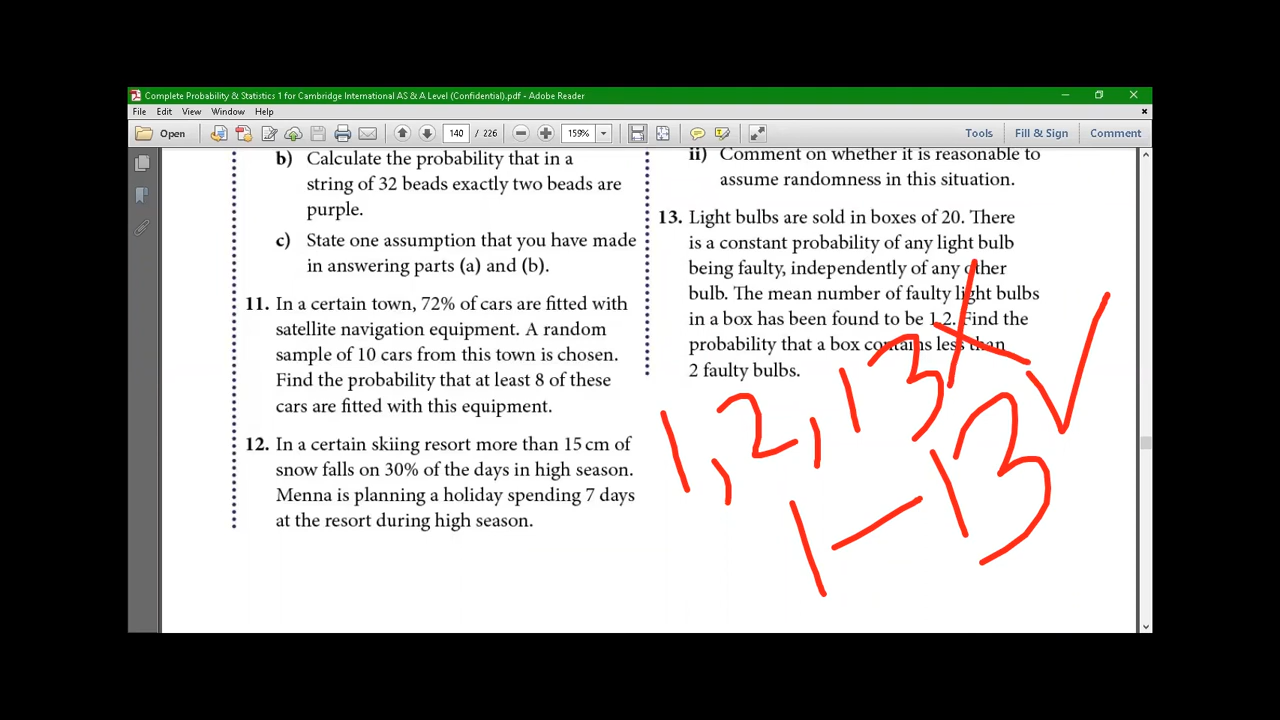 Complete Probability & Statistics 1 for Cambridge International AS & A Level (Confidential).pdf - Adobe Reader
File Edit View Window Help
Open 140 / 226 159% Tools Fill & Sign Comment
b) Calculate the probability that in a
string of 32 beads exactly two beads are
purple.
c) State one assumption that you have made
in answering parts (a) and (b).
11. In a certain town, 72% of cars are fitted with
satellite navigation equipment. A random
sample of 10 cars from this town is chosen.
Find the probability that at least 8 of these
cars are fitted with this equipment.
12. In a certain skiing resort more than 15 cm of
snow falls on 30% of the days in high season.
Menna is planning a holiday spending 7 days
at the resort during high season.
ii) Comment on whether it is reasonable to
assume randomness in this situation.
13. Light bulbs are sold in boxes of 20. There
is a constant probability of any light bulb
being faulty, independently of any other
bulb. The mean number of faulty light bulbs
in a box has been found to be 1.2. Find the
probability that a box contains less than
2 faulty bulbs.
1, 2, 13
1-13